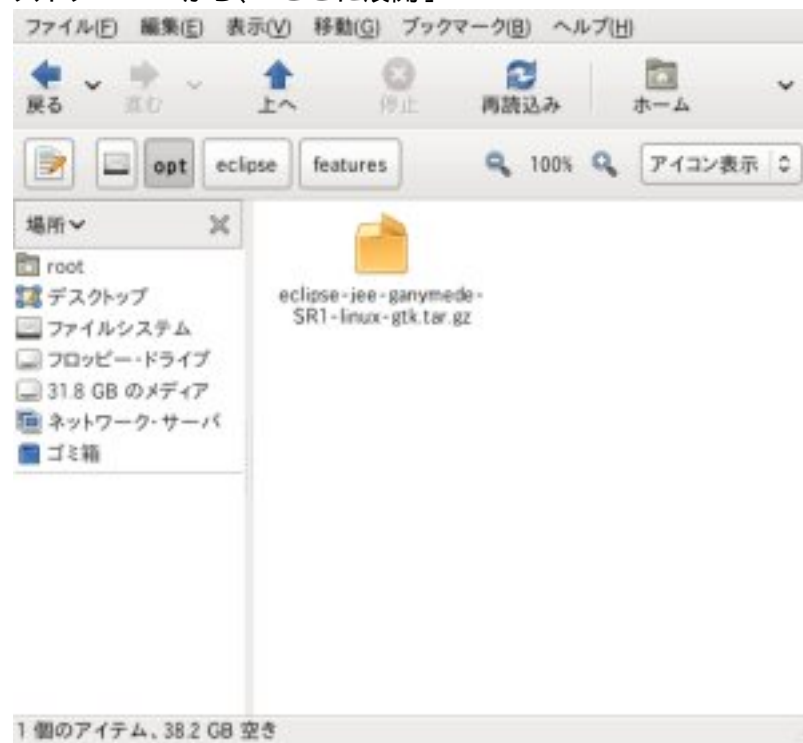 ファイル(F) 編集(E) 表示(V) 移動(G) ブックマーク(B) ヘルプ(H)
戻る 進む 上へ 停止 再読込み ホーム
opt eclipse features 100% アイコン表示
場所
root
デスクトップ
ファイルシステム
フロッピー・ドライブ
31.8 GB のメディア
ネットワーク・サーバ
ゴミ箱
eclipse-jee-ganymede-
SR1-linux-gtk.tar.gz
1 個のアイテム、38.2 GB 空き